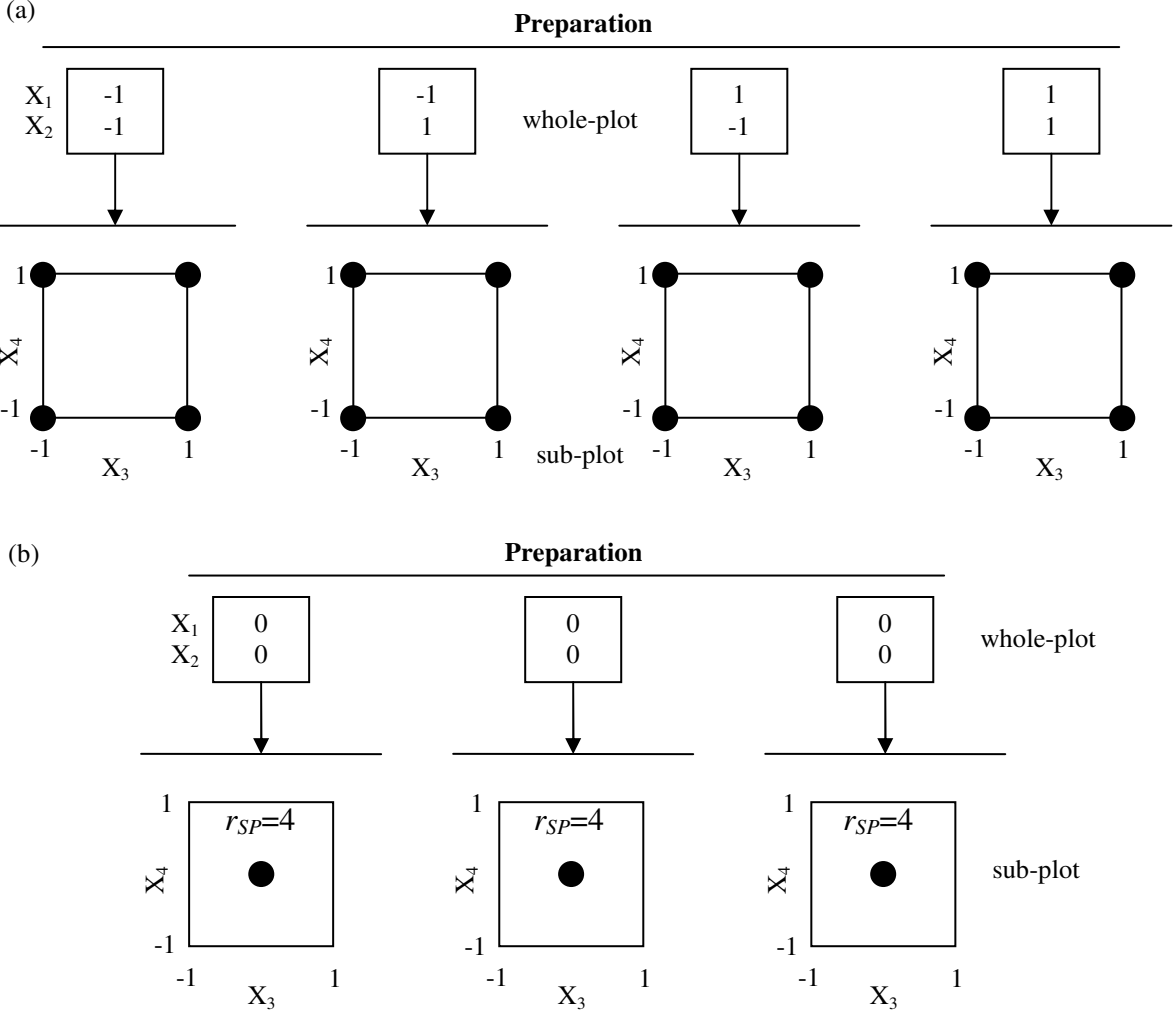 (a)
Preparation
X₁ -1 -1 1 1
X₂ -1 1 whole-plot -1 1
1 1 1 1
X₄ X₄ X₄ X₄
-1 -1 -1 -1
-1 1 -1 1 sub-plot -1 1 -1 1
X₃ X₃ X₃ X₃
(b)
Preparation
X₁ 0 0 0
X₂ 0 0 0 whole-plot
1 1 1
r_SP=4 r_SP=4 r_SP=4
X₄ X₄ X₄ sub-plot
-1 -1 -1
-1 1 -1 1 -1 1
X₃ X₃ X₃